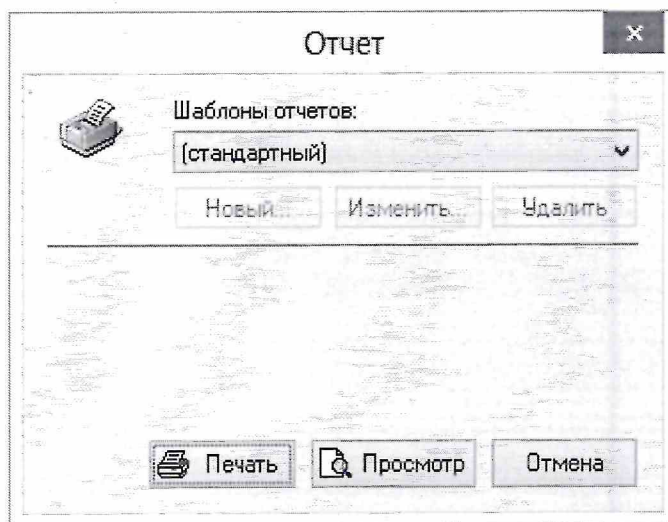 Отчет
x
Шаблоны отчетов:
(стандартный)
Новый... Изменить... Удалить
Печать Просмотр Отмена